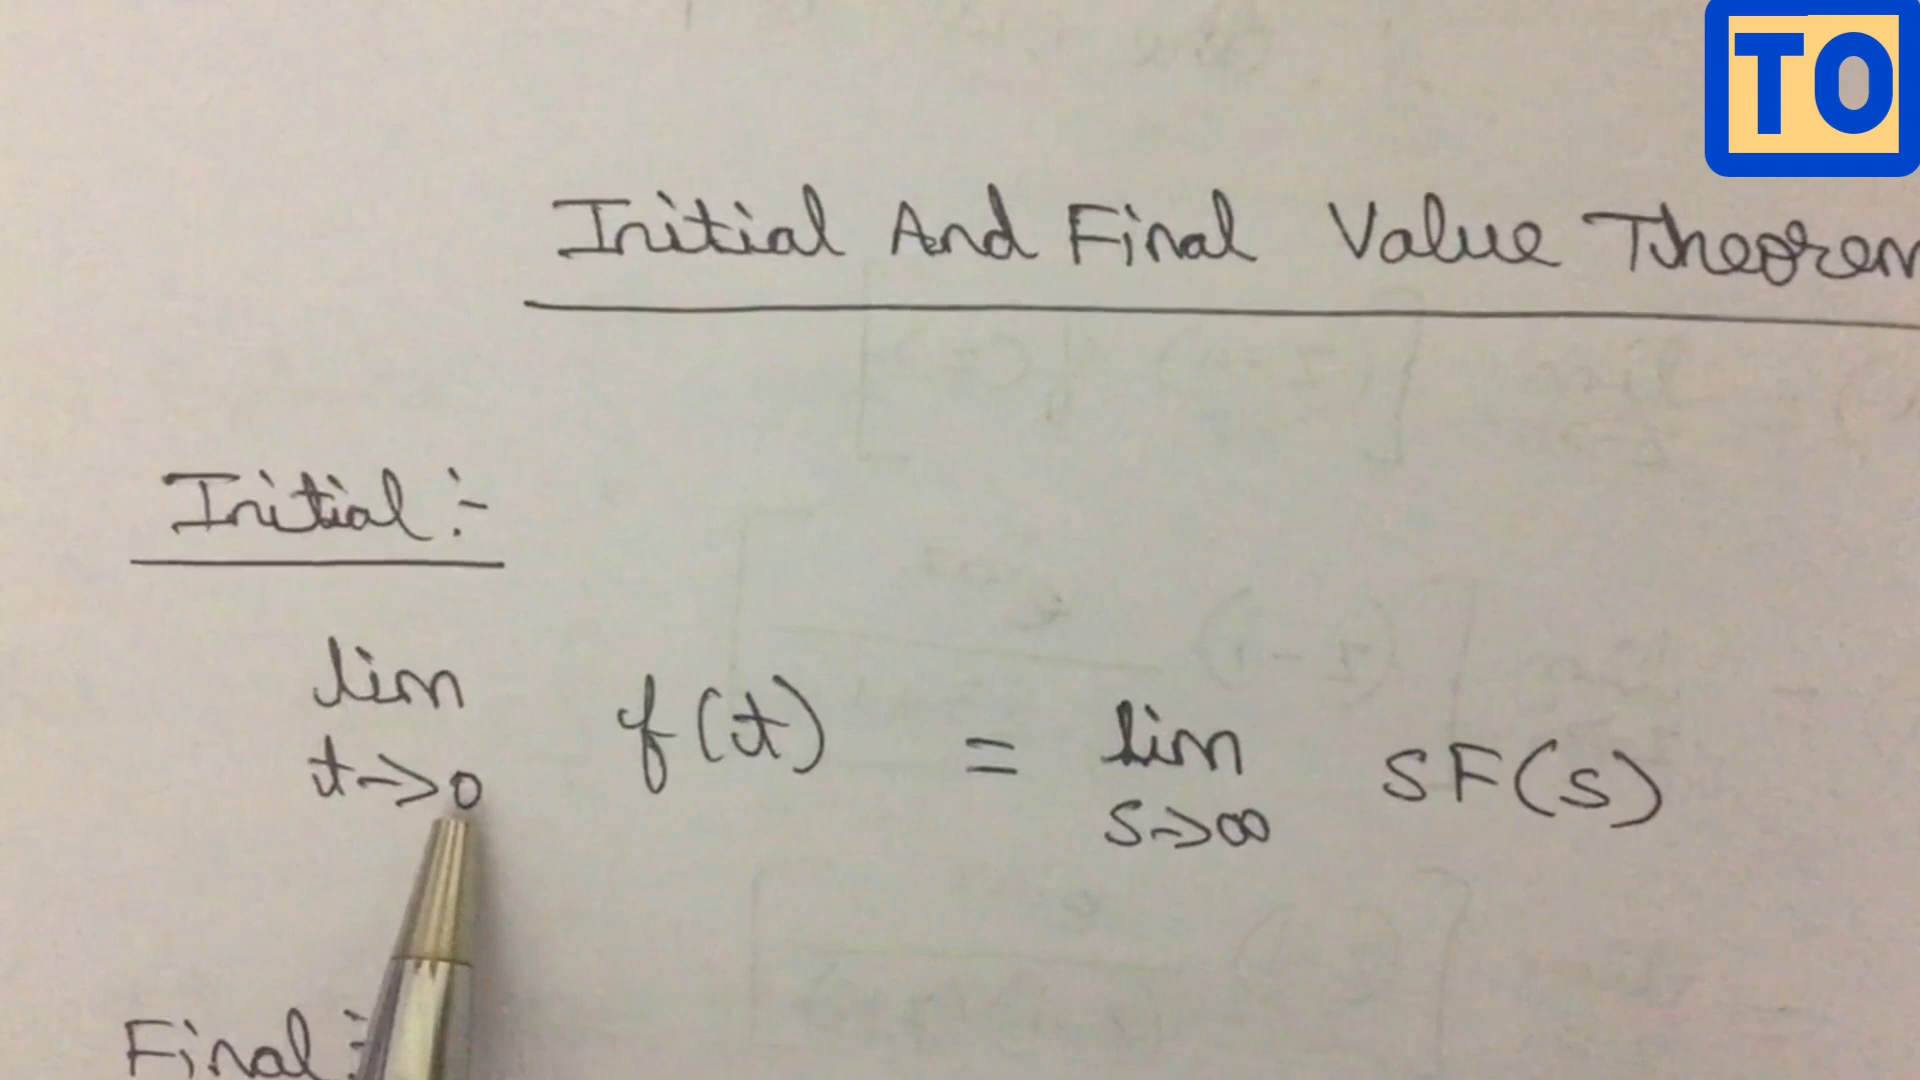 TO
Initial And Final Value Theorem
Initial :-
lim f(t) = lim SF(s)
t->0 s->∞
Final :-